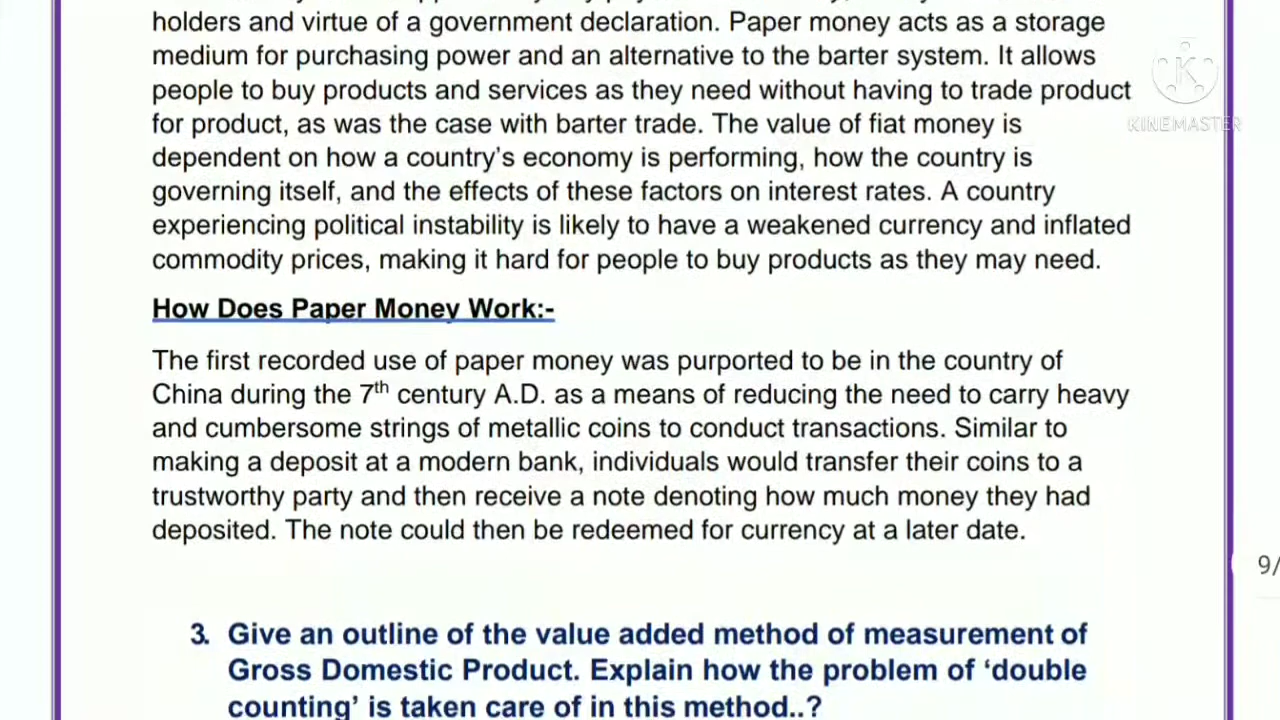 holders and virtue of a government declaration. Paper money acts as a storage
medium for purchasing power and an alternative to the barter system. It allows
people to buy products and services as they need without having to trade product
for product, as was the case with barter trade. The value of fiat money is
dependent on how a country's economy is performing, how the country is
governing itself, and the effects of these factors on interest rates. A country
experiencing political instability is likely to have a weakened currency and inflated
commodity prices, making it hard for people to buy products as they may need.
K
KINEMASTER
How Does Paper Money Work:-
The first recorded use of paper money was purported to be in the country of
China during the 7th century A.D. as a means of reducing the need to carry heavy
and cumbersome strings of metallic coins to conduct transactions. Similar to
making a deposit at a modern bank, individuals would transfer their coins to a
trustworthy party and then receive a note denoting how much money they had
deposited. The note could then be redeemed for currency at a later date.
9/
3. Give an outline of the value added method of measurement of
Gross Domestic Product. Explain how the problem of ‘double
counting’ is taken care of in this method..?